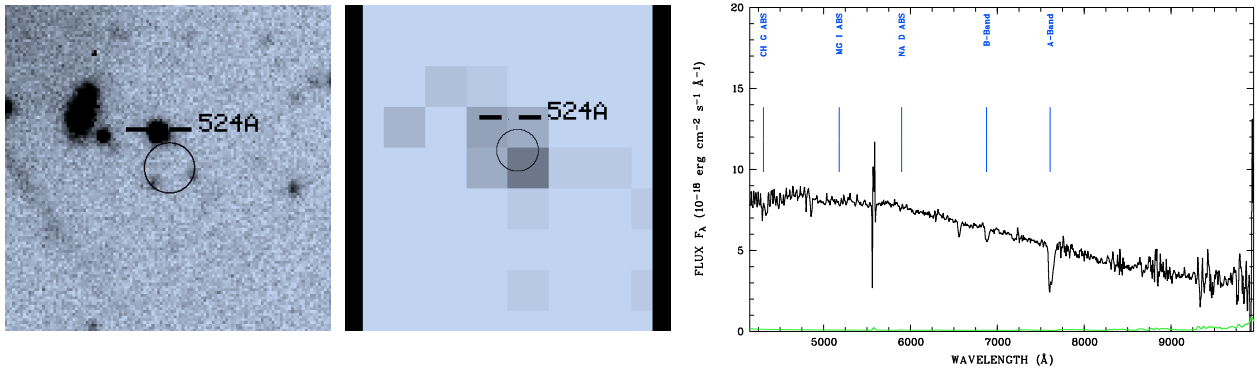 524A
524A
CH G ABS
MG I ABS
NA D ABS
B-Band
A-Band
FLUX Fλ (10⁻¹⁸ erg cm⁻² s⁻¹ Å⁻¹)
20
15
10
5
0
5000 6000 7000 8000 9000
WAVELENGTH (Å)